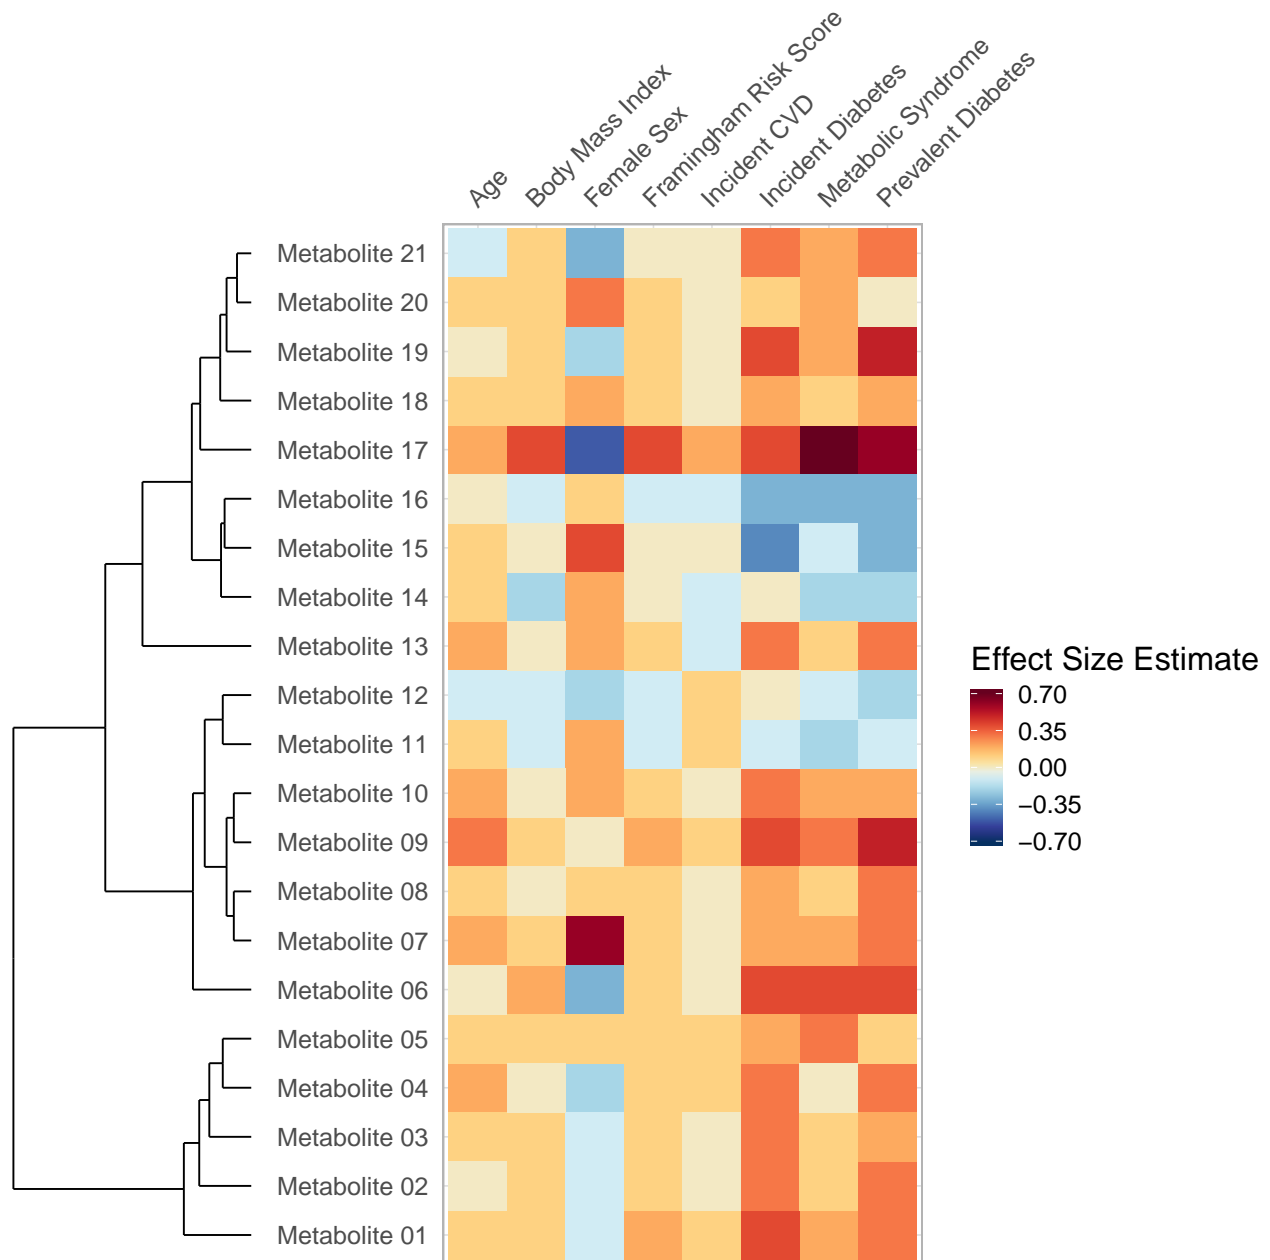 Age
Body Mass Index
Female Sex
Framingham Risk Score
Incident CVD
Incident Diabetes
Metabolic Syndrome
Prevalent Diabetes
Metabolite 21
Metabolite 20
Metabolite 19
Metabolite 18
Metabolite 17
Metabolite 16
Metabolite 15
Metabolite 14
Metabolite 13
Metabolite 12
Metabolite 11
Metabolite 10
Metabolite 09
Metabolite 08
Metabolite 07
Metabolite 06
Metabolite 05
Metabolite 04
Metabolite 03
Metabolite 02
Metabolite 01
Effect Size Estimate
0.70
0.35
0.00
−0.35
−0.70